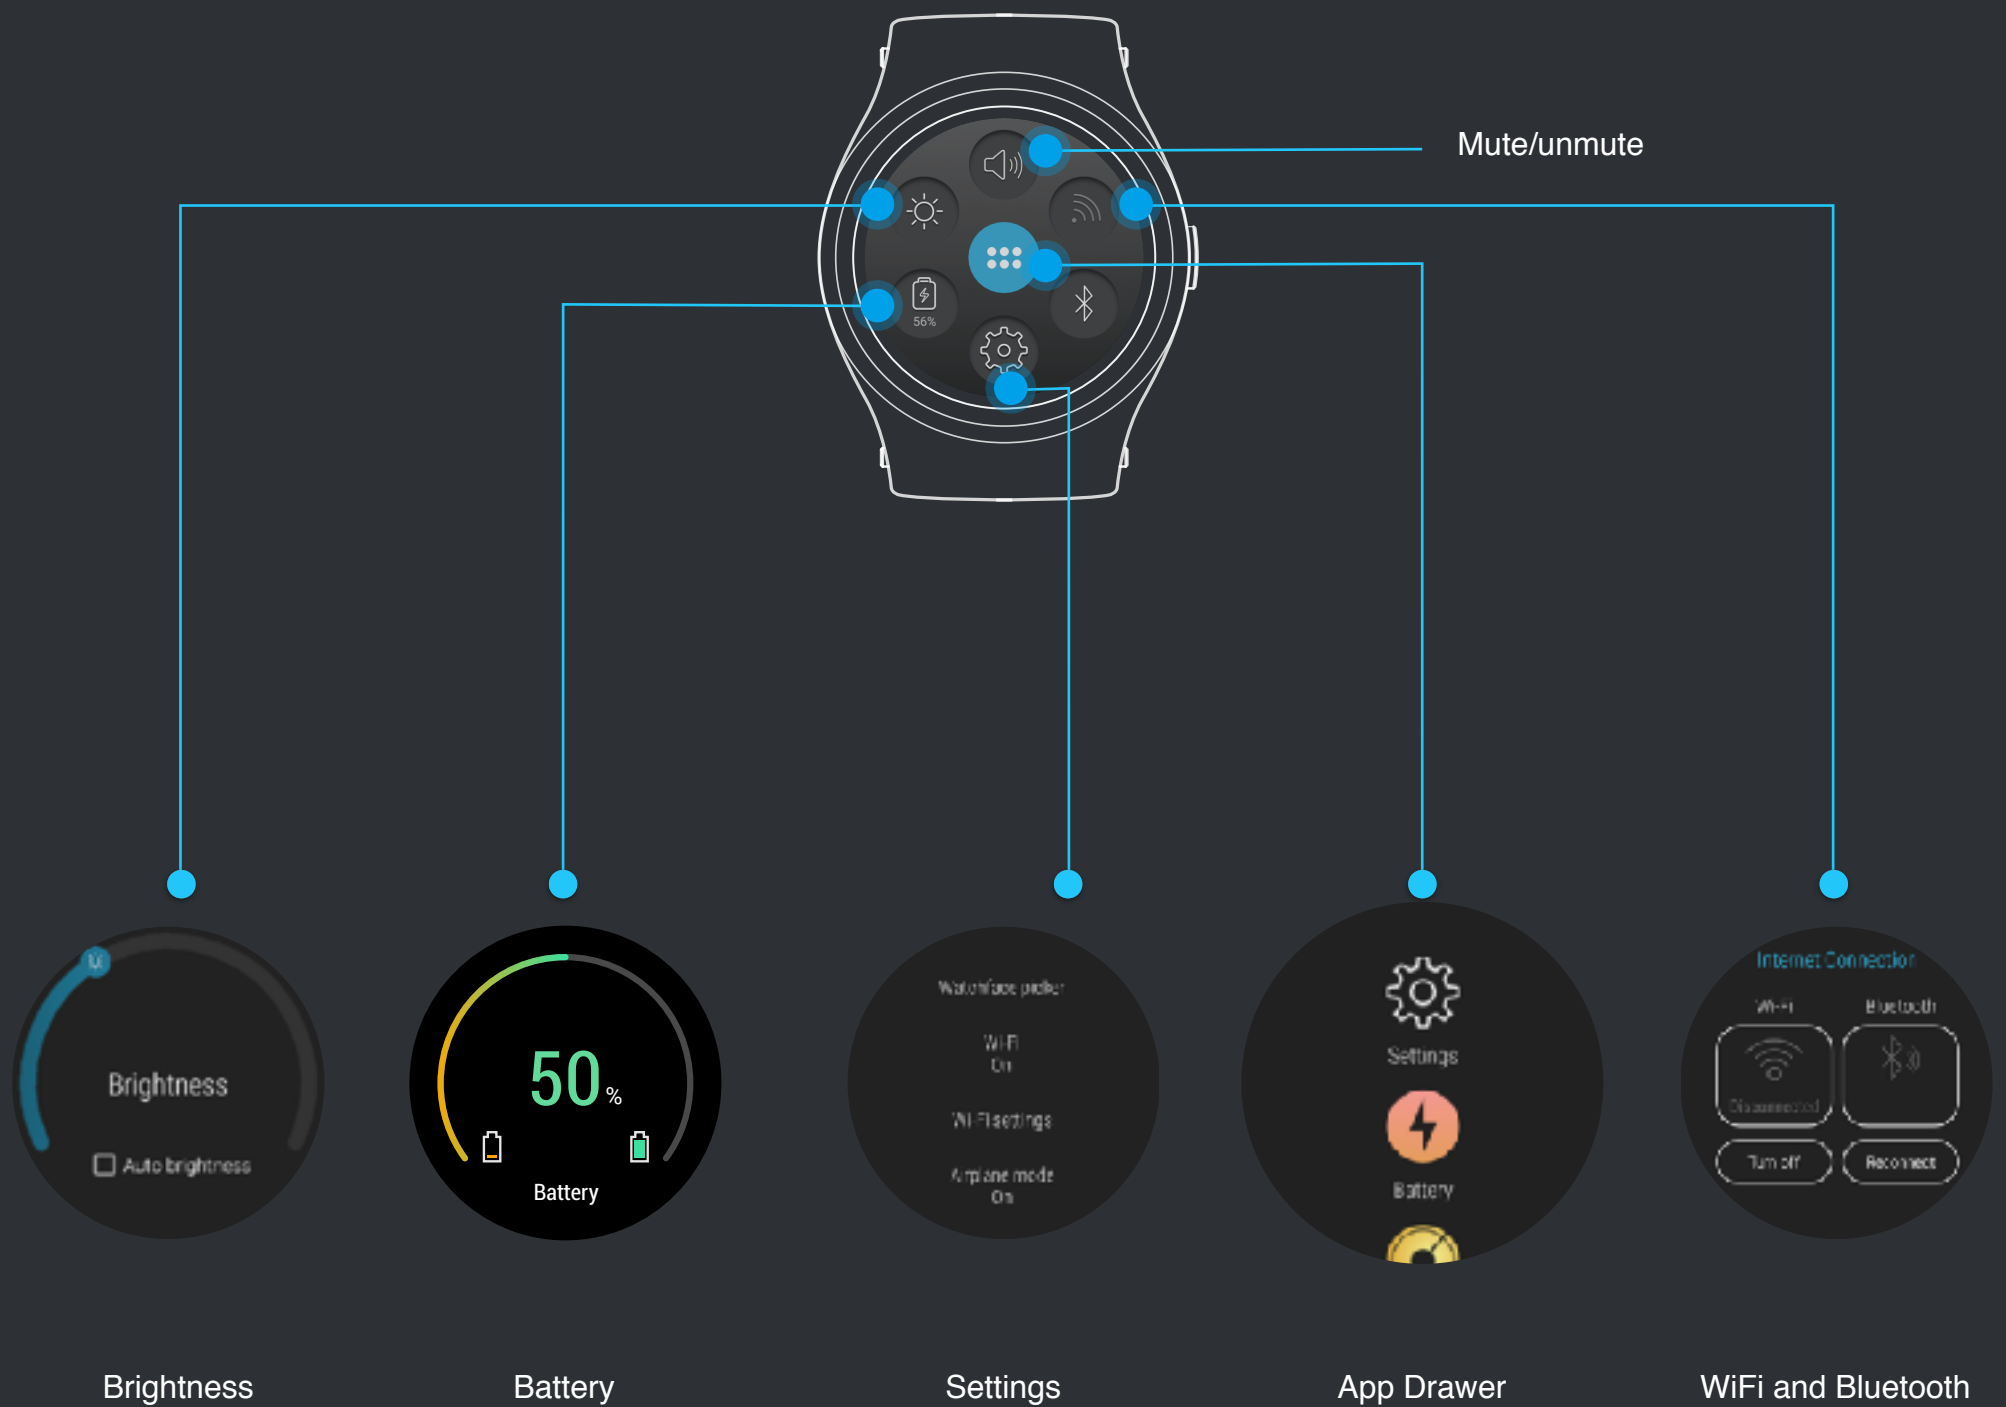 Mute/unmute
56%
Brightness
Auto brightness
50 %
Battery
Watchface picker
Wi-Fi
On
Wi-Fi settings
Airplane mode
On
Settings
Battery
Internet Connection
Wi-Fi Bluetooth
Disconnected
Turn off Reconnect
Brightness Battery Settings App Drawer WiFi and Bluetooth